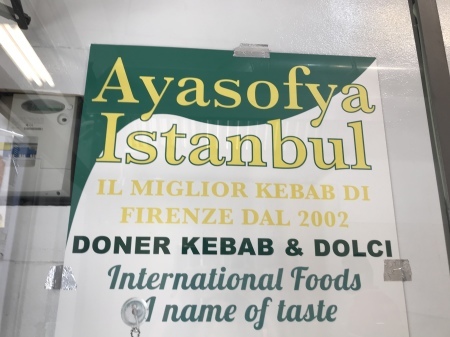 Ayasofya
Istanbul
IL MIGLIOR KEBAB DI
FIRENZE DAL 2002
DONER KEBAB & DOLCI
International Foods
1 name of taste